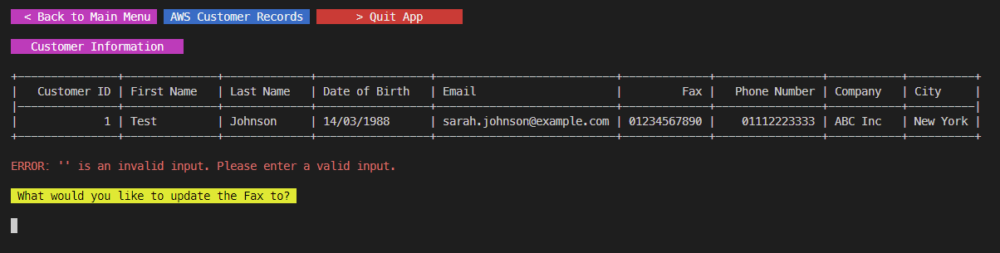 < Back to Main Menu AWS Customer Records > Quit App
Customer Information
| Customer ID | First Name | Last Name | Date of Birth | Email | Fax | Phone Number | Company | City |
| 1 | Test | Johnson | 14/03/1988 | sarah.johnson@example.com | 01234567890 | 01112223333 | ABC Inc | New York |
ERROR: '' is an invalid input. Please enter a valid input.
What would you like to update the Fax to?